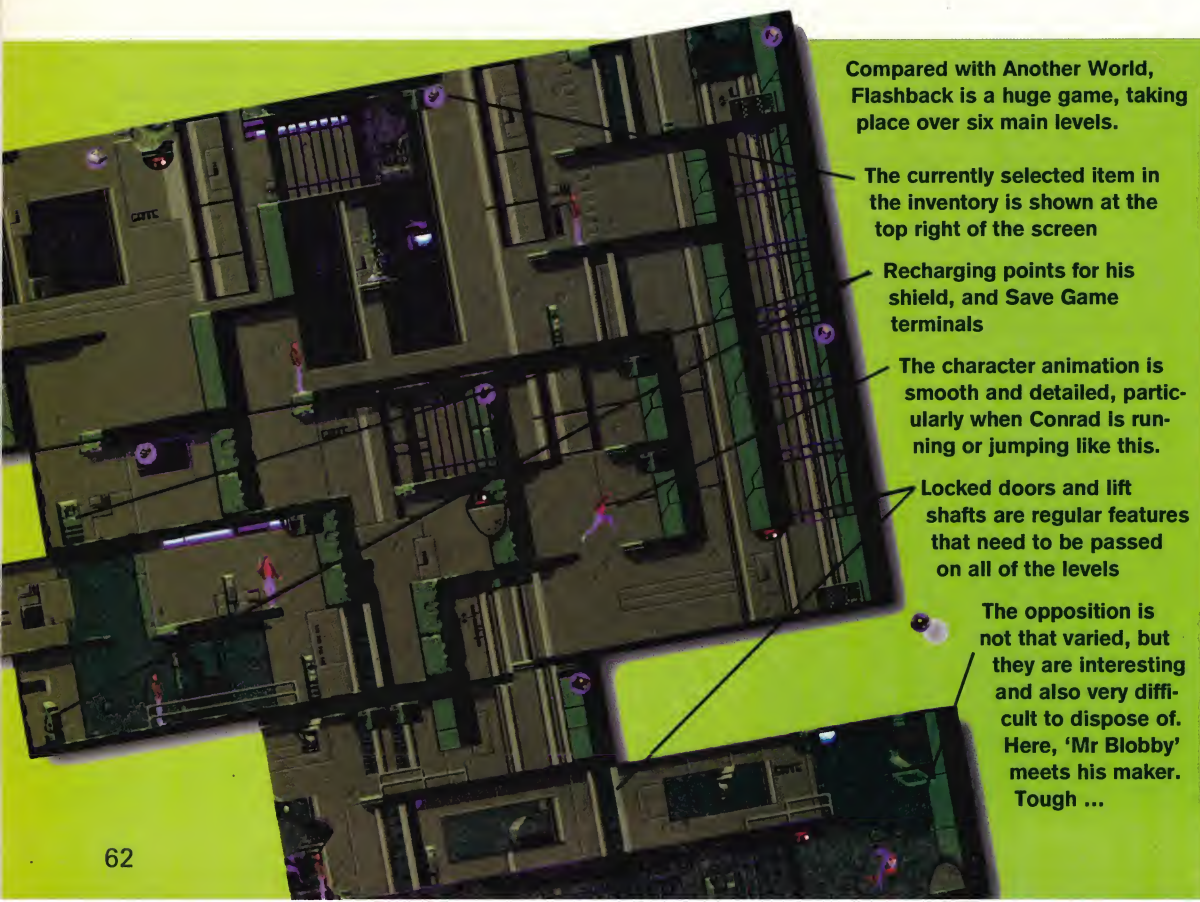 Compared with Another World,
Flashback is a huge game, taking
place over six main levels.
The currently selected item in
the inventory is shown at the
top right of the screen
Recharging points for his
shield, and Save Game
terminals
The character animation is
smooth and detailed, partic-
ularly when Conrad is run-
ning or jumping like this.
Locked doors and lift
shafts are regular features
that need to be passed
on all of the levels
The opposition is
not that varied, but
they are interesting
and also very diffi-
cult to dispose of.
Here, ‘Mr Blobby’
meets his maker.
Tough ...
GATE
62